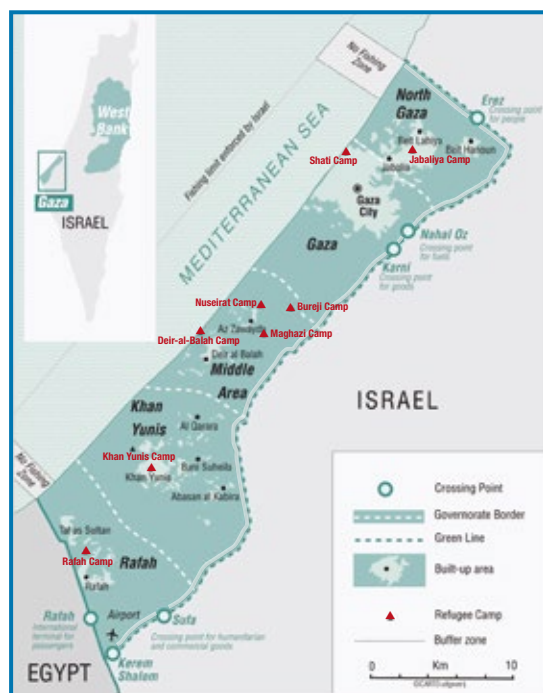 No Fishing
Zone
North
Gaza
Erez
Crossing point
for people
West
Bank
Gaza
ISRAEL
Fishing limit enforced by Israel
MEDITERRANEAN SEA
Beit Lahiya
Beit Hanoun
Shati Camp
Jabaliya Camp
Jabalia
Gaza
City
Gaza
Nahal Oz
Crossing point
for fuels
Karni
Crossing point
for goods
Nuseirat Camp
Bureji Camp
Az Zawayda
Deir-al-Balah Camp
Maghazi Camp
Deir al Balah
Middle
Area
ISRAEL
Khan
Yunis
Al Qarara
Khan Yunis Camp
Khan Yunis
Bani Suheila
Abasan al Kabira
No Fishing
Zone
Tal as Soltan
Rafah Camp
Rafah
Rafah
Rafah
International
terminal for
passengers
Airport
Sufa
Crossing point for humanitarian
and commercial goods
EGYPT
Kerem
Shalom
Crossing Point
Governorate Border
Green Line
Built-up area
Refugee Camp
Buffer zone
0 Km 10